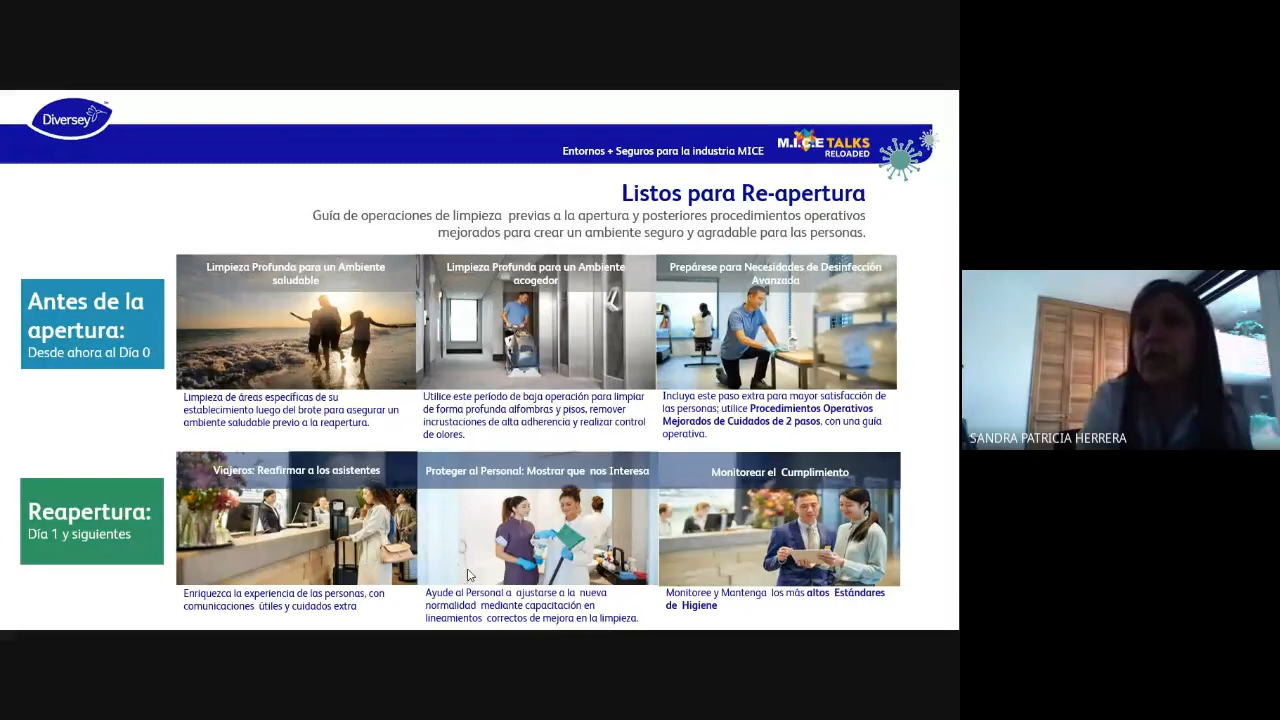 Diversey
Entornos + Seguros para la industria MICE
M.I.C.E TALKS
RELOADED
Listos para Re-apertura
Guía de operaciones de limpieza previas a la apertura y posteriores procedimientos operativos
mejorados para crear un ambiente seguro y agradable para las personas.
Antes de la
apertura:
Desde ahora al Día 0
Limpieza Profunda para un Ambiente
saludable
Limpieza de áreas específicas de su
establecimiento luego del brote para asegurar un
ambiente saludable previo a la reapertura.
Limpieza Profunda para un Ambiente
acogedor
Utilice este período de baja operación para limpiar
de forma profunda alfombras y pisos, remover
incrustaciones de alta adherencia y realizar control
de olores.
Prepárese para Necesidades de Desinfección
Avanzada
Incluya este paso extra para mayor satisfacción de
las personas; utilice Procedimientos Operativos
Mejorados de Cuidados de 2 pasos, con una guía
operativa.
Reapertura:
Día 1 y siguientes
Viajeros: Reafirmar a los asistentes
Enriquezca la experiencia de las personas, con
comunicaciones útiles y cuidados extra
Proteger al Personal: Mostrar que nos Interesa
Ayude al Personal a ajustarse a la nueva
normalidad mediante capacitación en
lineamientos correctos de mejora en la limpieza.
Monitorear el Cumplimiento
Monitoree y Mantenga los más altos Estándares
de Higiene
SANDRA PATRICIA HERRERA